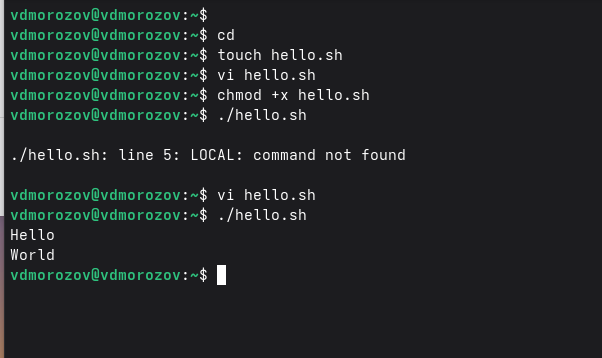 vdmorozov@vdmorozov:~$
vdmorozov@vdmorozov:~$ cd
vdmorozov@vdmorozov:~$ touch hello.sh
vdmorozov@vdmorozov:~$ vi hello.sh
vdmorozov@vdmorozov:~$ chmod +x hello.sh
vdmorozov@vdmorozov:~$ ./hello.sh
./hello.sh: line 5: LOCAL: command not found
vdmorozov@vdmorozov:~$ vi hello.sh
vdmorozov@vdmorozov:~$ ./hello.sh
Hello
World
vdmorozov@vdmorozov:~$